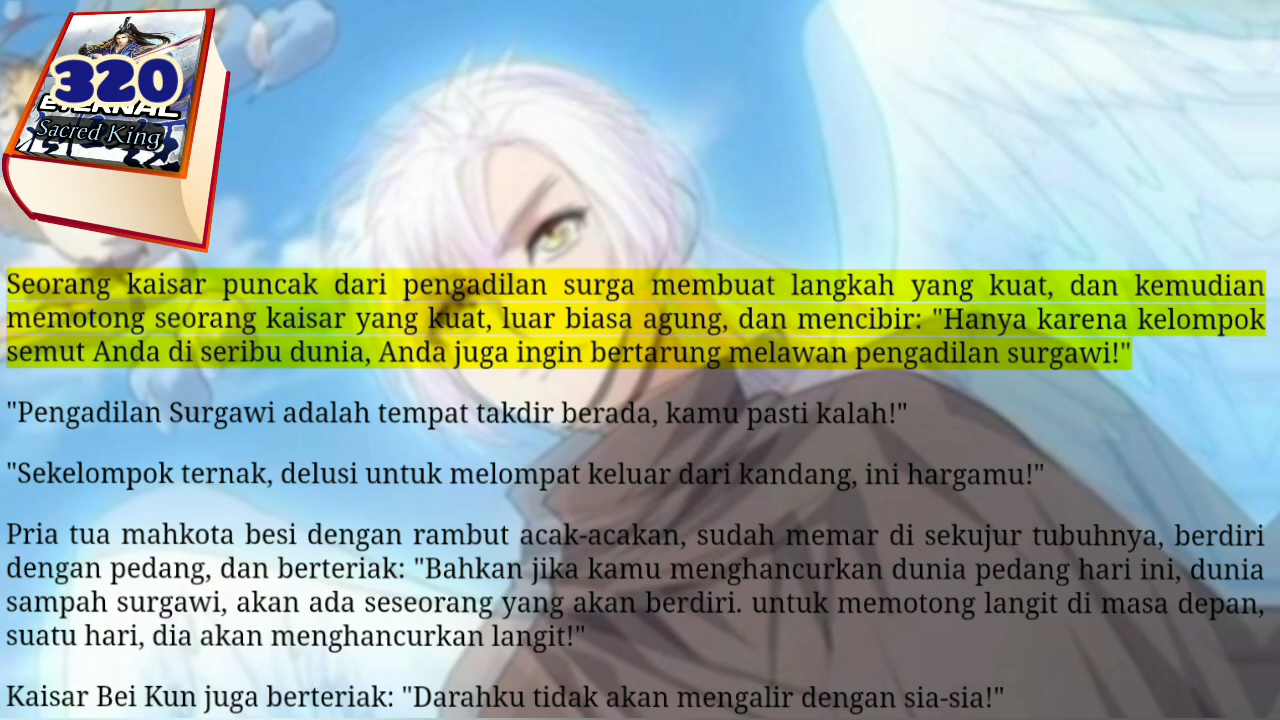 320
ETERNAL
Sacred King
Seorang kaisar puncak dari pengadilan surga membuat langkah yang kuat, dan kemudian
memotong seorang kaisar yang kuat, luar biasa agung, dan mencibir: "Hanya karena kelompok
semut Anda di seribu dunia, Anda juga ingin bertarung melawan pengadilan surgawi!"
"Pengadilan Surgawi adalah tempat takdir berada, kamu pasti kalah!"
"Sekelompok ternak, delusi untuk melompat keluar dari kandang, ini hargamu!"
Pria tua mahkota besi dengan rambut acak-acakan, sudah memar di sekujur tubuhnya, berdiri
dengan pedang, dan berteriak: "Bahkan jika kamu menghancurkan dunia pedang hari ini, dunia
sampah surgawi, akan ada seseorang yang akan berdiri. untuk memotong langit di masa depan,
suatu hari, dia akan menghancurkan langit!"
Kaisar Bei Kun juga berteriak: "Darahku tidak akan mengalir dengan sia-sia!"